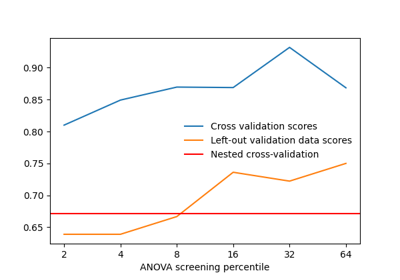 0.90
0.85
0.80
0.75
0.70
0.65
Cross validation scores
Left-out validation data scores
Nested cross-validation
2 4 8 16 32 64
ANOVA screening percentile